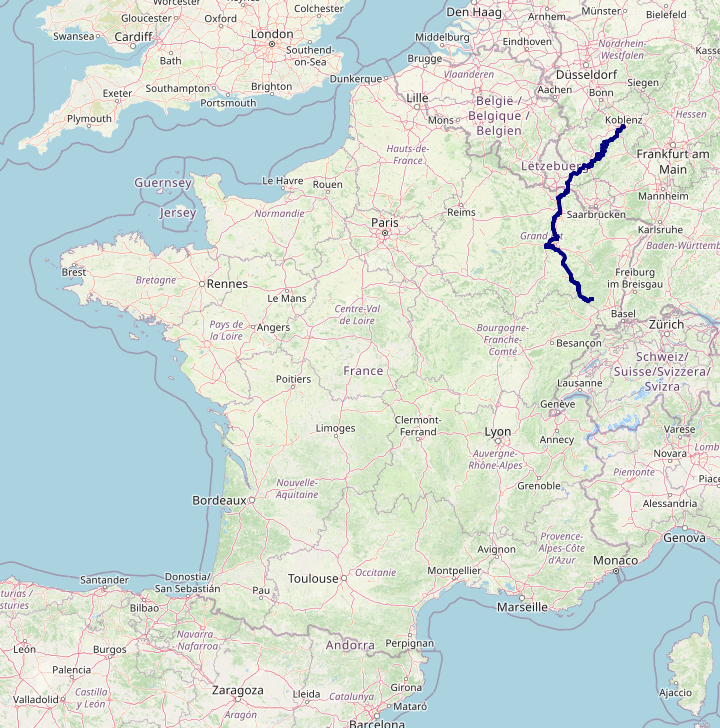 Worcester
Colchester
Den Haag
Arnhem
Münster
Bielefeld
Swansea
Cardiff
Gloucester
Oxford
London
Middelburg
Eindhoven
Nordrhein-
Westfalen
Kasse
Bath
Southend-
on-Sea
Brugge
Vlaanderen
Düsseldorf
Exeter
Southampton
Brighton
Dunkerque
Aachen
Bonn
Siegen
Plymouth
Portsmouth
Lille
Mons
België /
Belgique /
Belgien
Koblenz
Hessen
Hauts-de-
France
Lëtzebuerg
Frankfurt am
Main
Guernsey
Le Havre
Rouen
Jersey
Normandie
Reims
Saarbrücken
Mannheim
Paris
Grand Est
Karlsruhe
Baden-Württemb
Brest
Bretagne
Rennes
Le Mans
Freiburg
im Breisgau
Centre-Val
de Loire
Basel
Pays de
la Loire
Angers
Bourgogne-
Franche-
Comté
Besançon
Zürich
Schweiz/
Suisse/Svizzera/
Svizra
Poitiers
France
Lausanne
Genève
Limoges
Clermont-
Ferrand
Lyon
Annecy
Varese
Novara
Lomb
Auvergne-
Rhône-Alpes
Nouvelle-
Aquitaine
Grenoble
Piemonte
Piace
Bordeaux
Alessandria
Provence-
Alpes-Côte
d'Azur
Genova
Avignon
Monaco
Santander
Donostia/
San Sebastián
Toulouse
Occitanie
Montpellier
Marseille
Bilbao
Pau
Perpignan
León
Burgos
Navarra
Nafarroa
Andorra
Palencia
Girona
Valladolid
Castilla
y León
Zaragoza
Lleida
Catalunya
Mataró
Aragón
Barcelona
Ajaccio